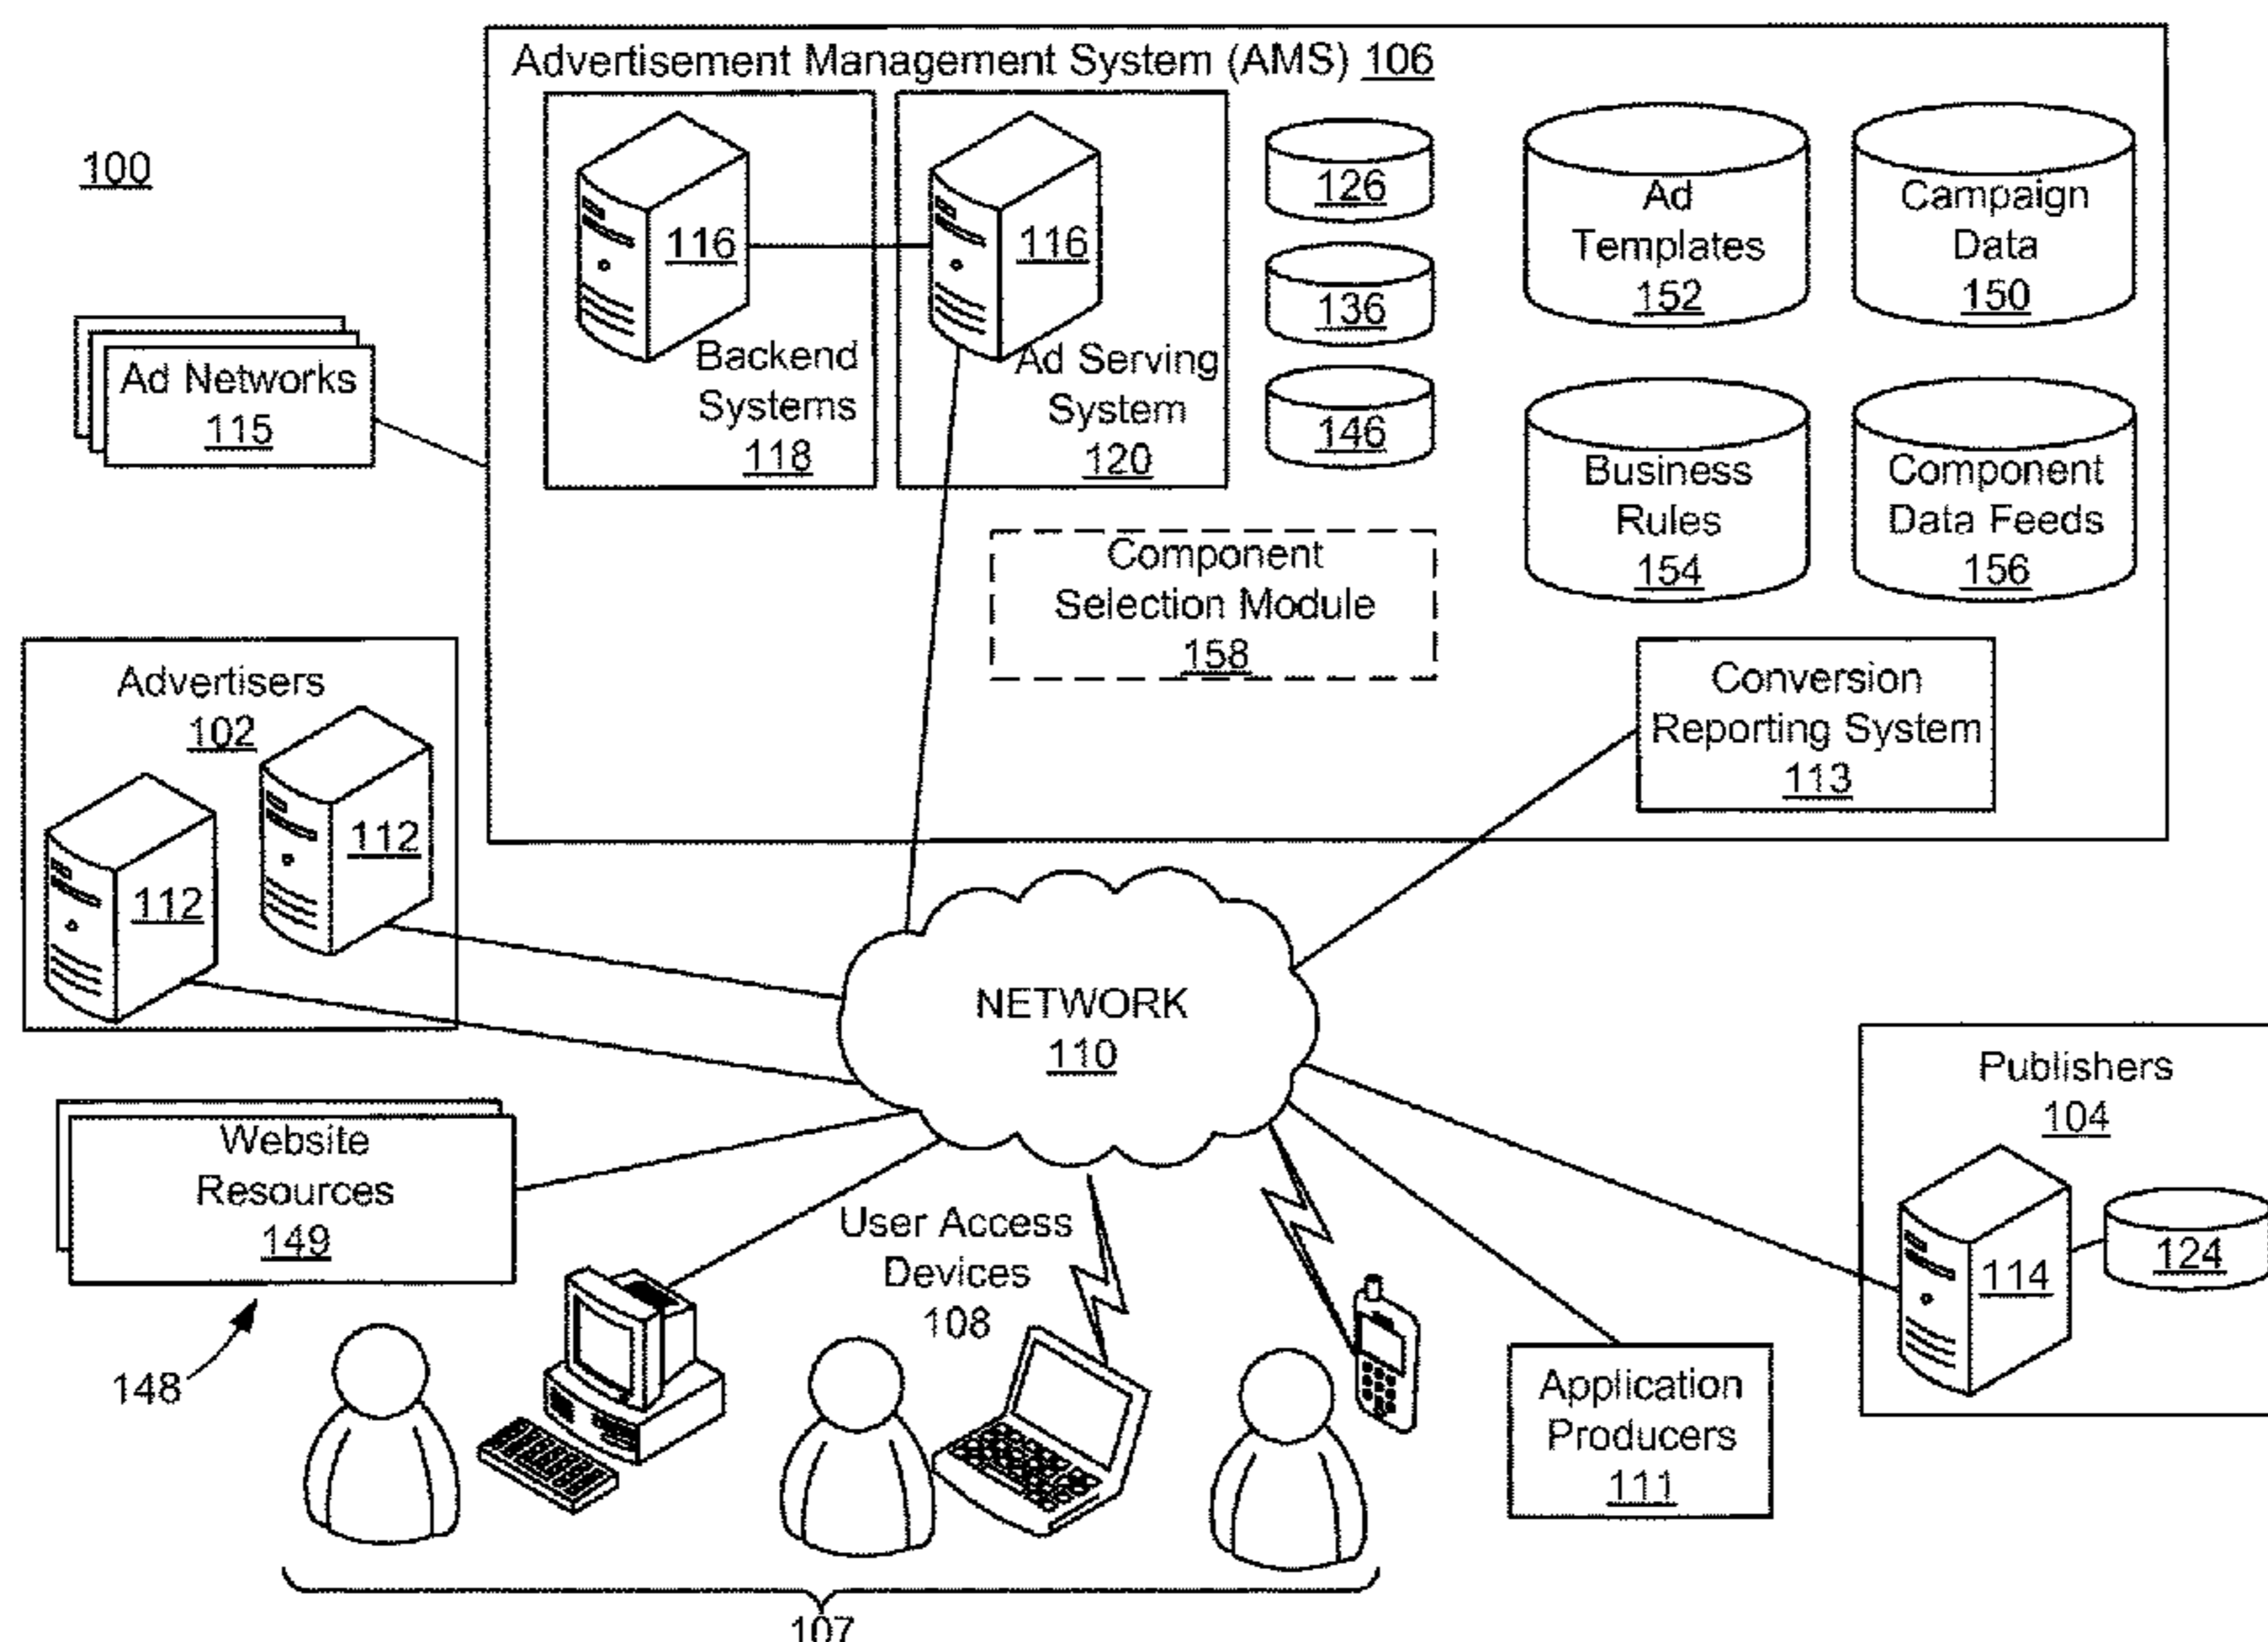 Advertisement Management System (AMS) 106
100
116
116
Backend
Systems
118
Ad Serving
System
120
126
136
146
Ad
Templates
152
Campaign
Data
150
Business
Rules
154
Component
Data Feeds
156
Component
Selection Module
158
Conversion
Reporting System
113
Ad Networks
115
Advertisers
102
112
112
NETWORK
110
Website
Resources
149
148
User Access
Devices
108
107
Application
Producers
111
Publishers
104
114
124